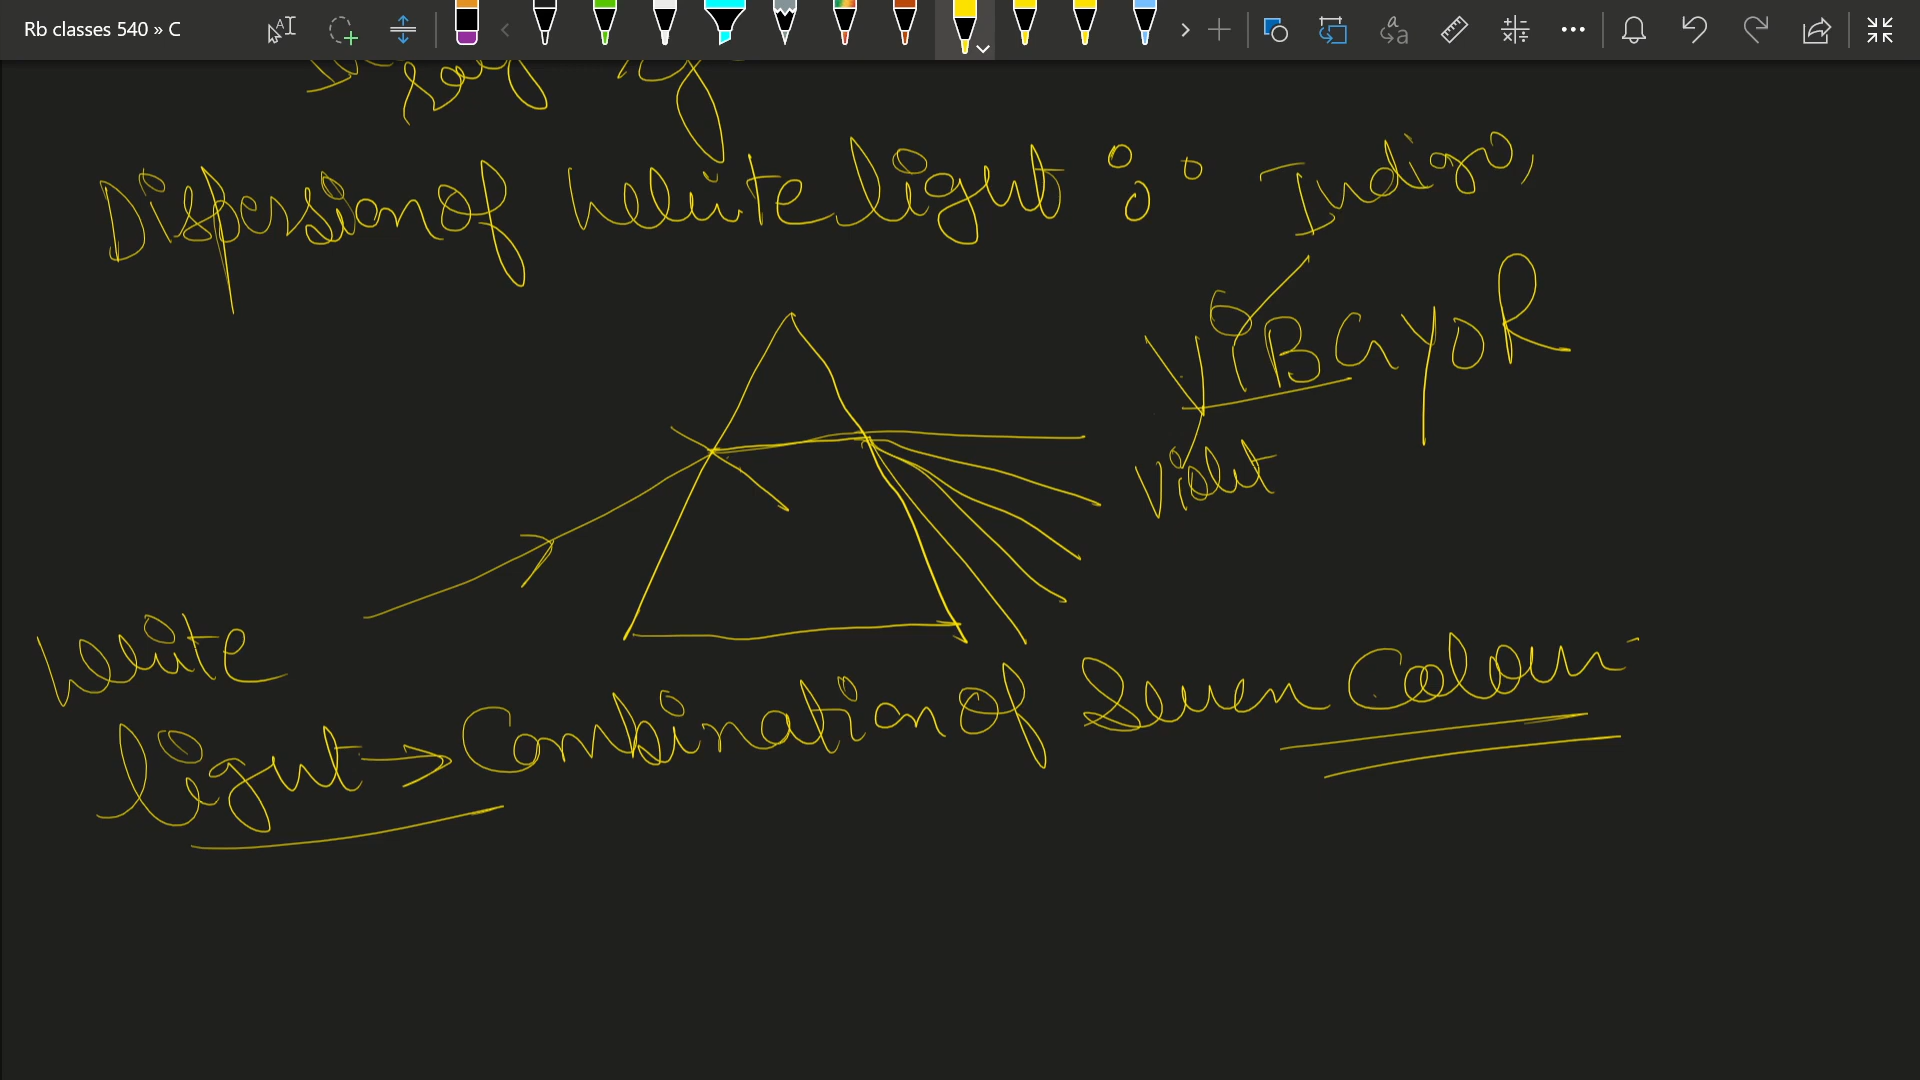 Rb classes 540 » C
Dispersion of White light : ° Indigo,
VIBGYOR
Violet
White
light → Combination of Seven Colour